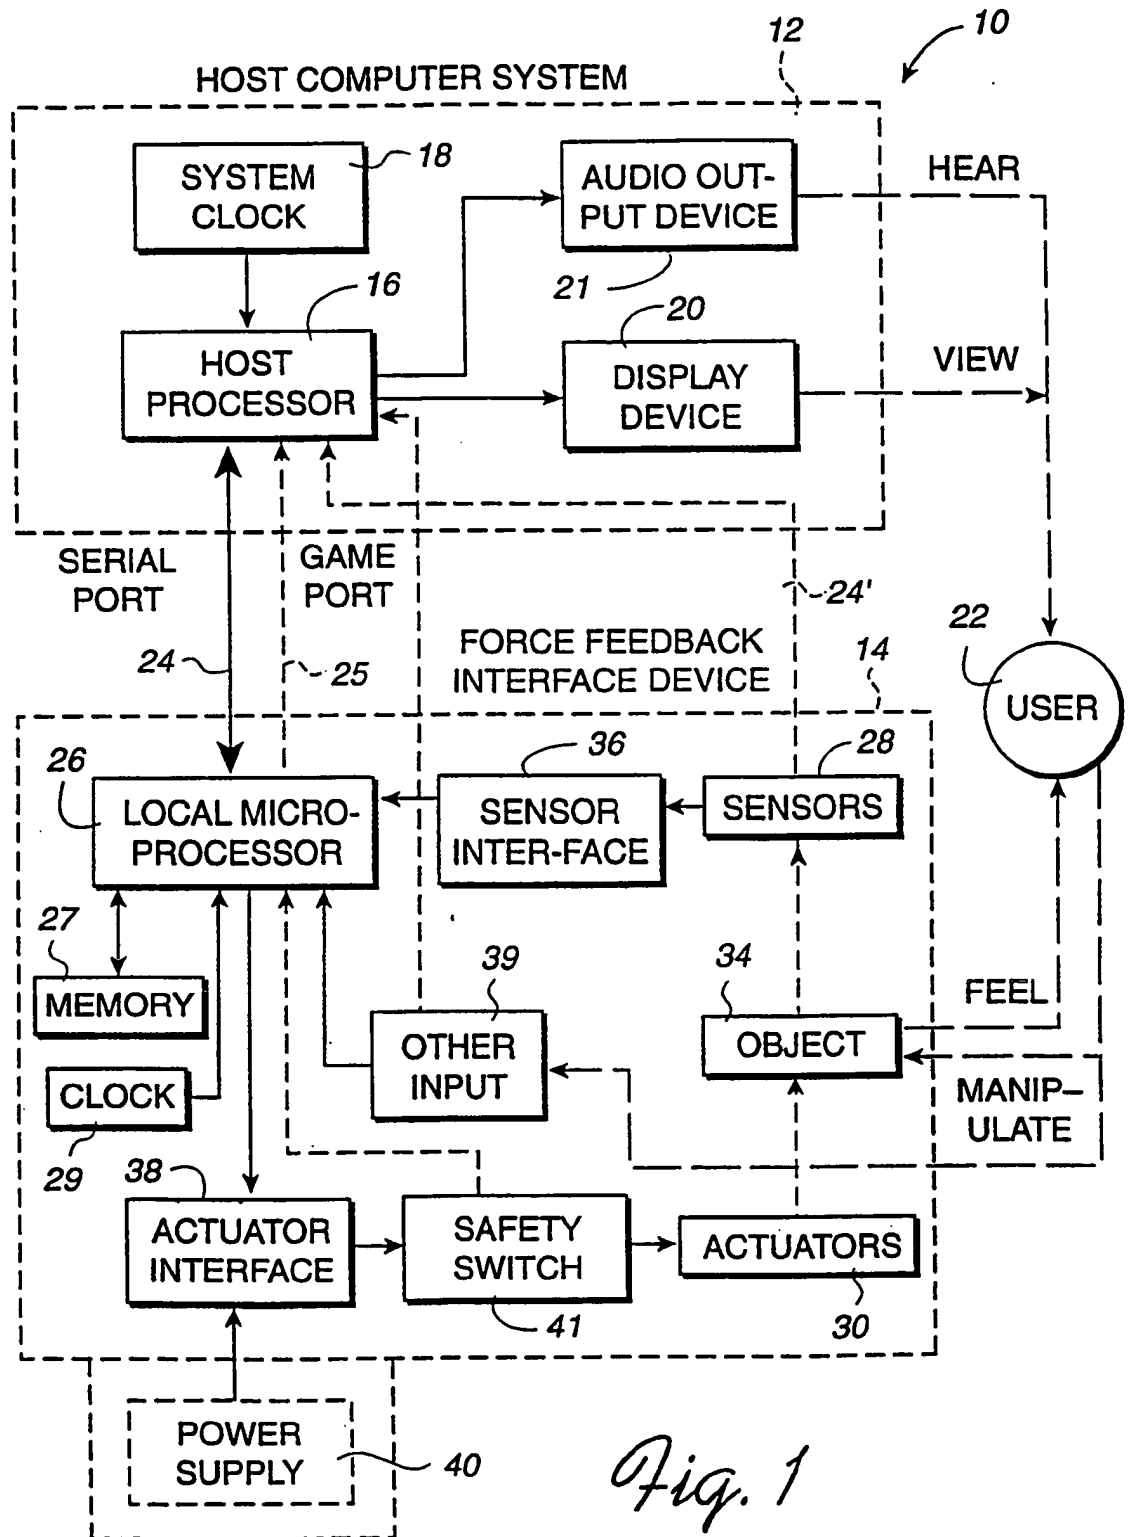 10
12
HOST COMPUTER SYSTEM
18
SYSTEM
CLOCK
AUDIO OUT-
PUT DEVICE
HEAR
21
16
20
HOST
PROCESSOR
DISPLAY
DEVICE
VIEW
SERIAL
PORT
GAME
PORT
24'
24
25
FORCE FEEDBACK
INTERFACE DEVICE
14
22
USER
26
36
28
LOCAL MICRO-
PROCESSOR
SENSOR
INTER-FACE
SENSORS
27
MEMORY
39
34
FEEL
OTHER
INPUT
OBJECT
CLOCK
29
MANIP-
ULATE
38
ACTUATOR
INTERFACE
SAFETY
SWITCH
ACTUATORS
41
30
POWER
SUPPLY
40
Fig. 1